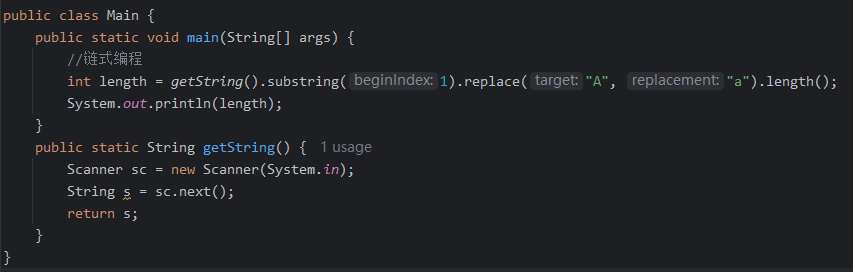 public class Main {
public static void main(String[] args) {
//链式编程
int length = getString().substring( beginIndex: 1).replace( target: "A", replacement: "a").length();
System.out.println(length);
}
public static String getString() { 1 usage
Scanner sc = new Scanner(System.in);
String s = sc.next();
return s;
}
}